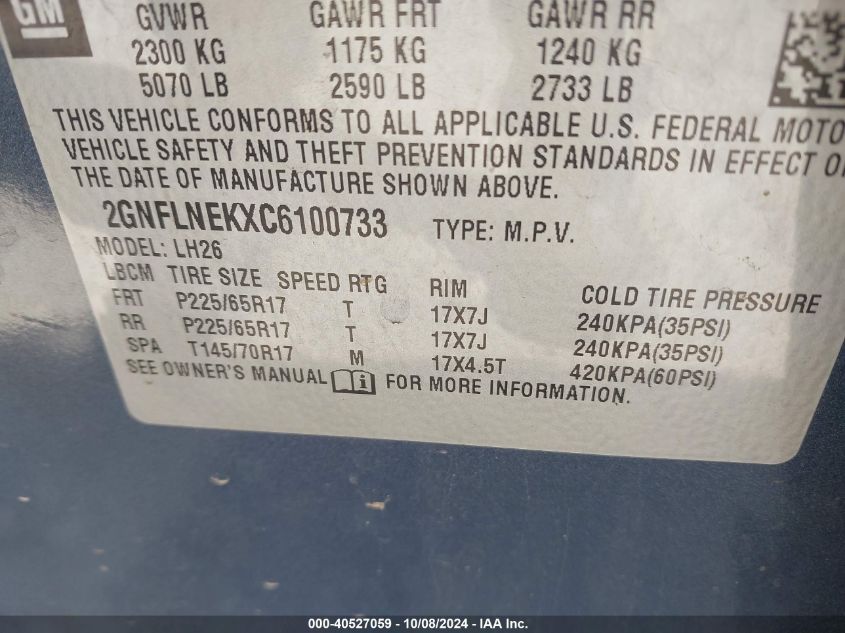 GM
GVWR GAWR FRT GAWR RR
2300 KG 1175 KG 1240 KG
5070 LB 2590 LB 2733 LB
THIS VEHICLE CONFORMS TO ALL APPLICABLE U.S. FEDERAL MOTO
VEHICLE SAFETY AND THEFT PREVENTION STANDARDS IN EFFECT O
THE DATE OF MANUFACTURE SHOWN ABOVE.
2GNFLNEKXC6100733 TYPE: M.P.V.
MODEL: LH26
LBCM TIRE SIZE SPEED RTG RIM COLD TIRE PRESSURE
FRT P225/65R17 T 17X7J 240KPA(35PSI)
RR P225/65R17 T 17X7J 240KPA(35PSI)
SPA T145/70R17 M 17X4.5T 420KPA(60PSI)
SEE OWNER'S MANUAL FOR MORE INFORMATION.
000-40527059 - 10/08/2024 - IAA Inc.